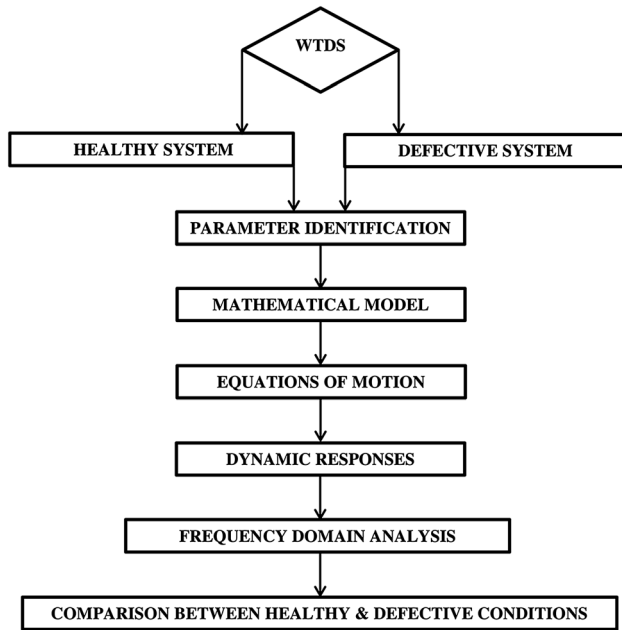 WTDS
HEALTHY SYSTEM
DEFECTIVE SYSTEM
PARAMETER IDENTIFICATION
MATHEMATICAL MODEL
EQUATIONS OF MOTION
DYNAMIC RESPONSES
FREQUENCY DOMAIN ANALYSIS
COMPARISON BETWEEN HEALTHY & DEFECTIVE CONDITIONS